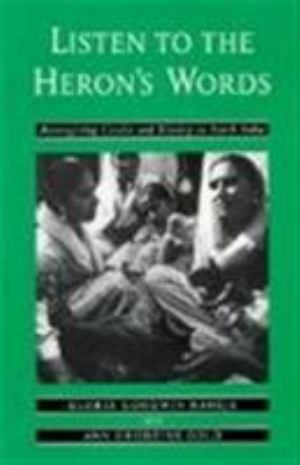 LISTEN TO THE
HERON'S WORDS
Reimagining Gender and Kinship in North India
GLORIA GOODWIN RAHEJA
AND
ANN GRODZINS GOLD